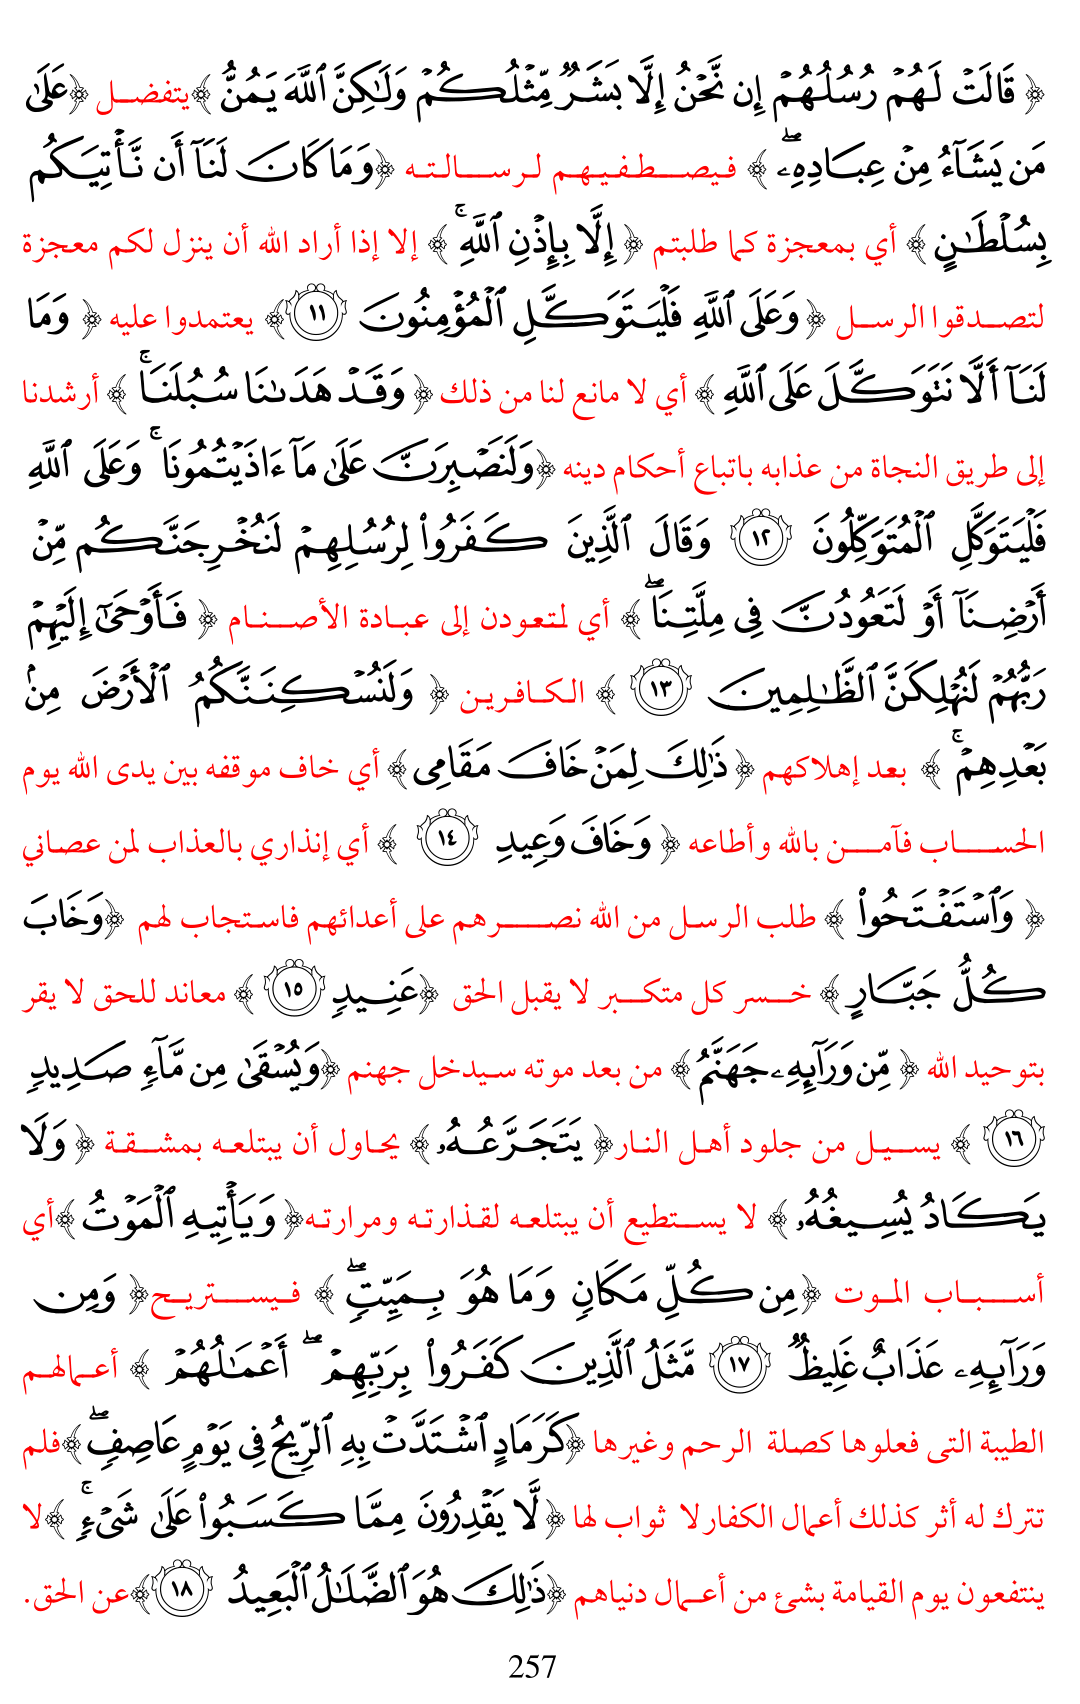 ﴿ قَالَتْ لَهُمْ رُسُلُهُمْ إِن نَّحْنُ إِلَّا بَشَرٌ مِّثْلُكُمْ وَلَٰكِنَّ ٱللَّهَ يَمُنُّ ﴾يتفضل ﴿عَلَىٰ
مَن يَشَآءُ مِنْ عِبَادِهِۦ ۖ ﴾ فيصطفيهم لرسالته ﴿وَمَا كَانَ لَنَآ أَن نَّأْتِيَكُم
بِسُلْطَٰنٍ ﴾ أي بمعجزة كما طلبتم ﴿ إِلَّا بِإِذْنِ ٱللَّهِ ۚ ﴾ إلا إذا أراد الله أن ينزل لكم معجزة
لتصدقوا الرسل ﴿ وَعَلَى ٱللَّهِ فَلْيَتَوَكَّلِ ٱلْمُؤْمِنُونَ ١١﴾ يعتمدوا عليه ﴿ وَمَا
لَنَآ أَلَّا نَتَوَكَّلَ عَلَى ٱللَّهِ ﴾ أي لا مانع لنا من ذلك ﴿ وَقَدْ هَدَىٰنَا سُبُلَنَا ۚ ﴾ أرشدنا
إلى طريق النجاة من عذابه باتباع أحكام دينه ﴿وَلَنَصْبِرَنَّ عَلَىٰ مَآ ءَاذَيْتُمُونَا ۚ وَعَلَى ٱللَّهِ
فَلْيَتَوَكَّلِ ٱلْمُتَوَكِّلُونَ ١٢ وَقَالَ ٱلَّذِينَ كَفَرُوا۟ لِرُسُلِهِمْ لَنُخْرِجَنَّكُم مِّنْ
أَرْضِنَآ أَوْ لَتَعُودُنَّ فِى مِلَّتِنَا ۖ ﴾ أي لتعودن إلى عبادة الأصنام ﴿ فَأَوْحَىٰٓ إِلَيْهِمْ
رَبُّهُمْ لَنُهْلِكَنَّ ٱلظَّٰلِمِينَ ١٣ ﴾ الكافرين ﴿ وَلَنُسْكِنَنَّكُمُ ٱلْأَرْضَ مِنۢ
بَعْدِهِمْ ۚ ﴾ بعد إهلاكهم ﴿ ذَٰلِكَ لِمَنْ خَافَ مَقَامِى﴾ أي خاف موقفه بين يدى الله يوم
الحساب فآمن بالله وأطاعه ﴿ وَخَافَ وَعِيدِ ١٤ ﴾ أي إنذاري بالعذاب لمن عصاني
﴿ وَٱسْتَفْتَحُوا۟ ﴾ طلب الرسل من الله نصرهم على أعدائهم فاستجاب لهم ﴿وَخَابَ
كُلُّ جَبَّارٍ ﴾ خسر كل متكبر لا يقبل الحق ﴿عَنِيدٍ ١٥ ﴾ معاند للحق لا يقر
بتوحيد الله ﴿ مِّن وَرَآئِهِۦ جَهَنَّمُ ﴾ من بعد موته سيدخل جهنم ﴿وَيُسْقَىٰ مِن مَّآءٍ صَدِيدٍ
١٦ ﴾ يسيل من جلود أهل النار﴿ يَتَجَرَّعُهُۥ ﴾ يحاول أن يبتلعه بمشقة ﴿ وَلَا
يَكَادُ يُسِيغُهُۥ ﴾ لا يستطيع أن يبتلعه لقذارته ومرارته﴿ وَيَأْتِيهِ ٱلْمَوْتُ ﴾أي
أسباب الموت ﴿مِن كُلِّ مَكَانٍ وَمَا هُوَ بِمَيِّتٍ ۖ ﴾ فيستريح﴿ وَمِن
وَرَآئِهِۦ عَذَابٌ غَلِيظٌ ١٧ مَّثَلُ ٱلَّذِينَ كَفَرُوا۟ بِرَبِّهِمْ ۖ أَعْمَٰلُهُمْ ﴾ أعمالهم
الطيبة التى فعلوها كصلة الرحم وغيرها ﴿كَرَمَادٍ ٱشْتَدَّتْ بِهِ ٱلرِّيحُ فِى يَوْمٍ عَاصِفٍ ۖ ﴾فلم
تترك له أثر كذلك أعمال الكفار لا ثواب لها ﴿لَّا يَقْدِرُونَ مِمَّا كَسَبُوا۟ عَلَىٰ شَىْءٍ ۚ ﴾لا
ينتفعون يوم القيامة بشئ من أعمال دنياهم ﴿ذَٰلِكَ هُوَ ٱلضَّلَٰلُ ٱلْبَعِيدُ ١٨ ﴾عن الحق.
257